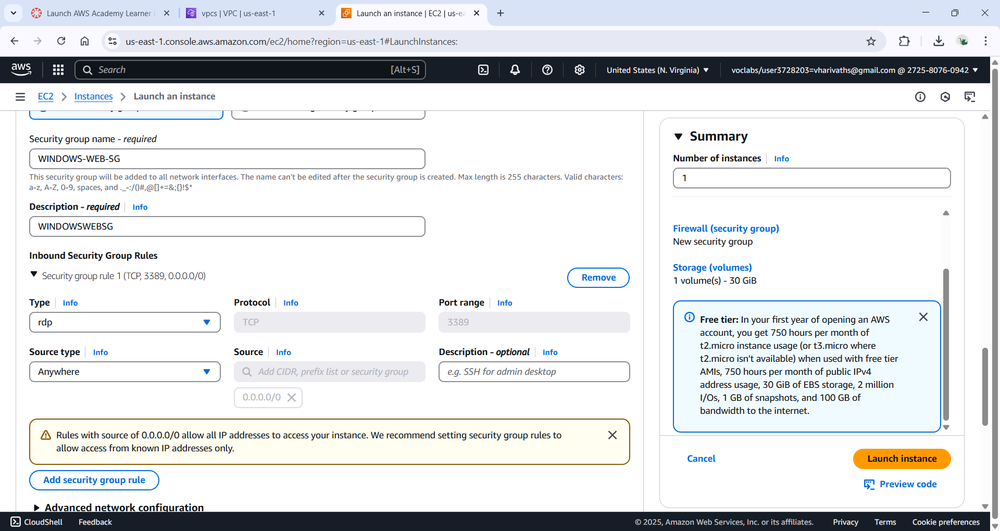 Launch AWS Academy Learner L
vpcs | VPC | us-east-1
Launch an instance | EC2 | us-ea
us-east-1.console.aws.amazon.com/ec2/home?region=us-east-1#LaunchInstances:
aws
Search
[Alt+S]
United States (N. Virginia)
voclabs/user3728203=vharivaths@gmail.com @ 2725-8076-0942
EC2
Instances
Launch an instance
Security group name - required
WINDOWS-WEB-SG
This security group will be added to all network interfaces. The name can't be edited after the security group is created. Max length is 255 characters. Valid characters:
a-z, A-Z, 0-9, spaces, and ._-:/()#,@[]+=&;{}!$*
Description - required
Info
WINDOWSWEBSG
Inbound Security Group Rules
Security group rule 1 (TCP, 3389, 0.0.0.0/0)
Remove
Type
Info
Protocol
Info
Port range
Info
rdp
TCP
3389
Source type
Info
Source
Info
Description - optional
Info
Anywhere
Add CIDR, prefix list or security group
e.g. SSH for admin desktop
0.0.0.0/0
Rules with source of 0.0.0.0/0 allow all IP addresses to access your instance. We recommend setting security group rules to
allow access from known IP addresses only.
Add security group rule
Advanced network configuration
Summary
Number of instances
Info
1
Firewall (security group)
New security group
Storage (volumes)
1 volume(s) - 30 GiB
Free tier: In your first year of opening an AWS
account, you get 750 hours per month of
t2.micro instance usage (or t3.micro where
t2.micro isn't available) when used with free tier
AMIs, 750 hours per month of public IPv4
address usage, 30 GiB of EBS storage, 2 million
I/Os, 1 GB of snapshots, and 100 GB of
bandwidth to the internet.
Cancel
Launch instance
Preview code
CloudShell
Feedback
© 2025, Amazon Web Services, Inc. or its affiliates.
Privacy
Terms
Cookie preferences